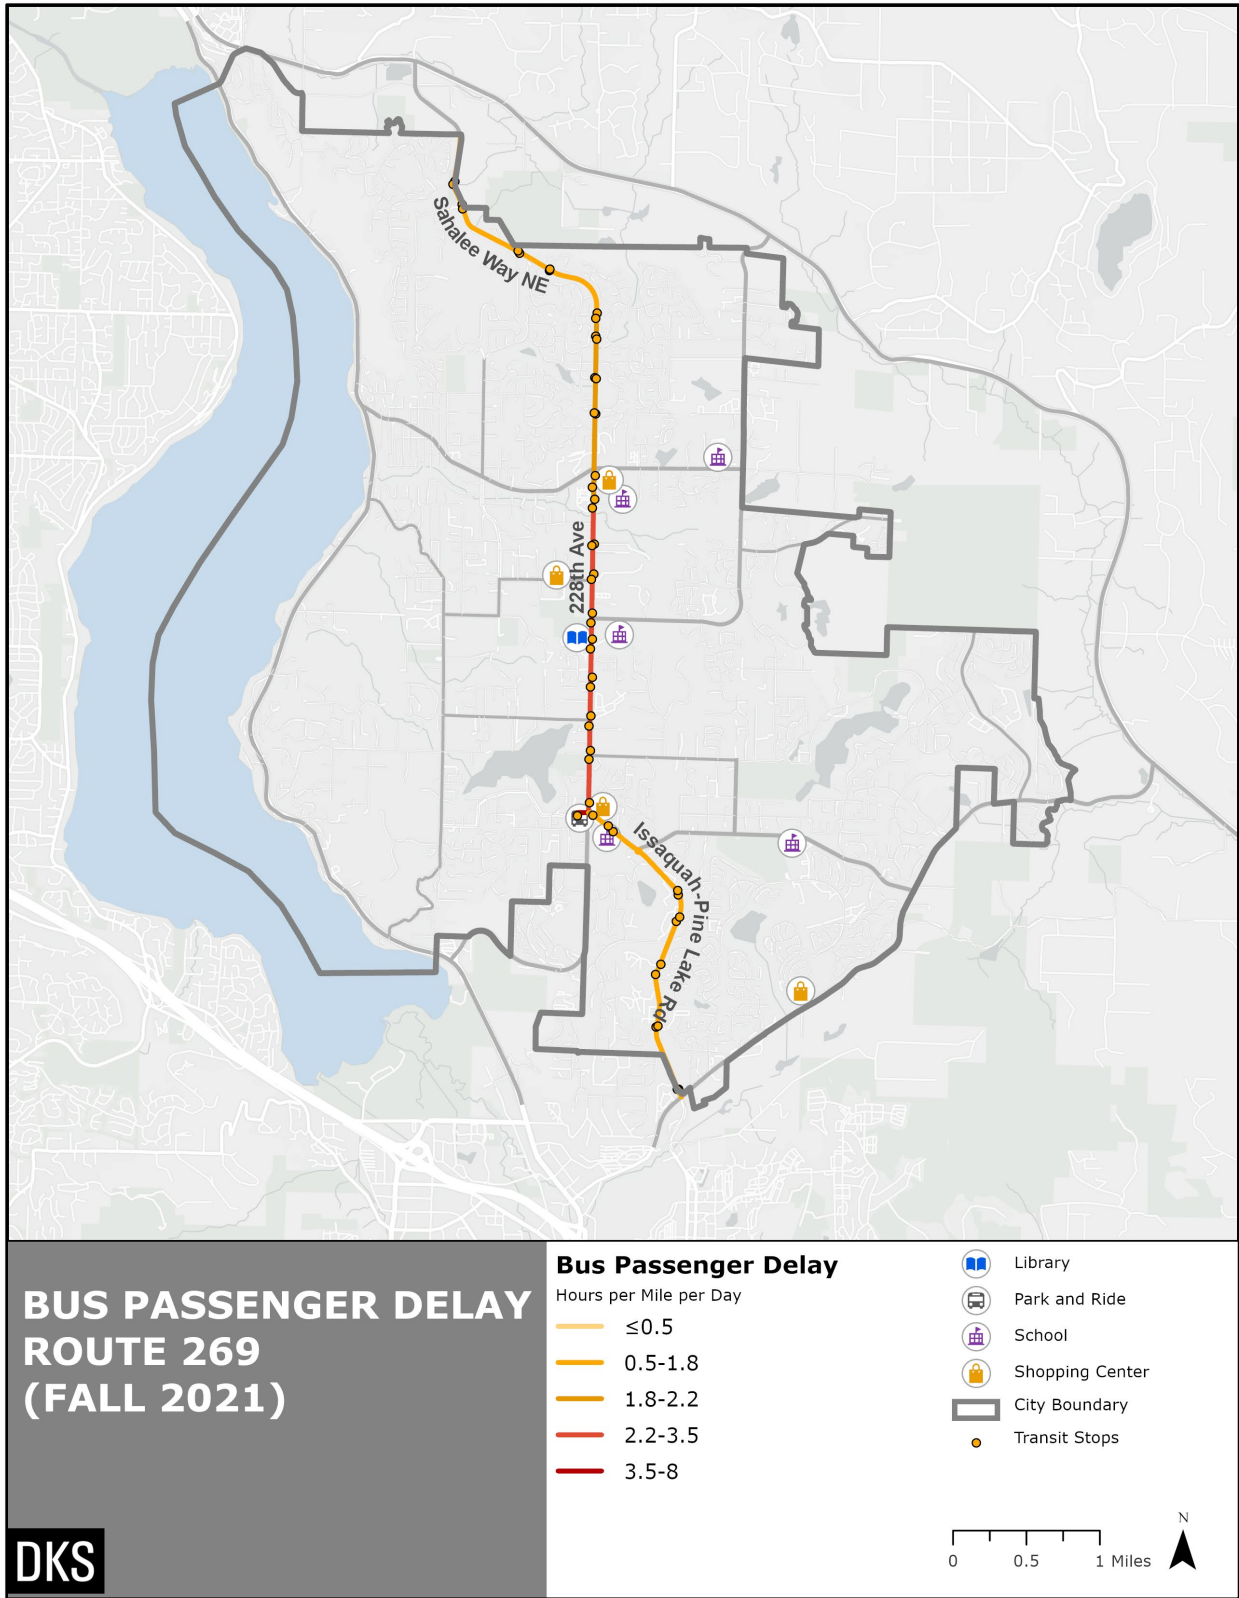 Sahalee Way NE
228th Ave
Issaquah-Pine Lake Rd
BUS PASSENGER DELAY
ROUTE 269
(FALL 2021)
DKS
Bus Passenger Delay
Hours per Mile per Day
≤0.5
0.5-1.8
1.8-2.2
2.2-3.5
3.5-8
Library
Park and Ride
School
Shopping Center
City Boundary
Transit Stops
N
0 0.5 1 Miles